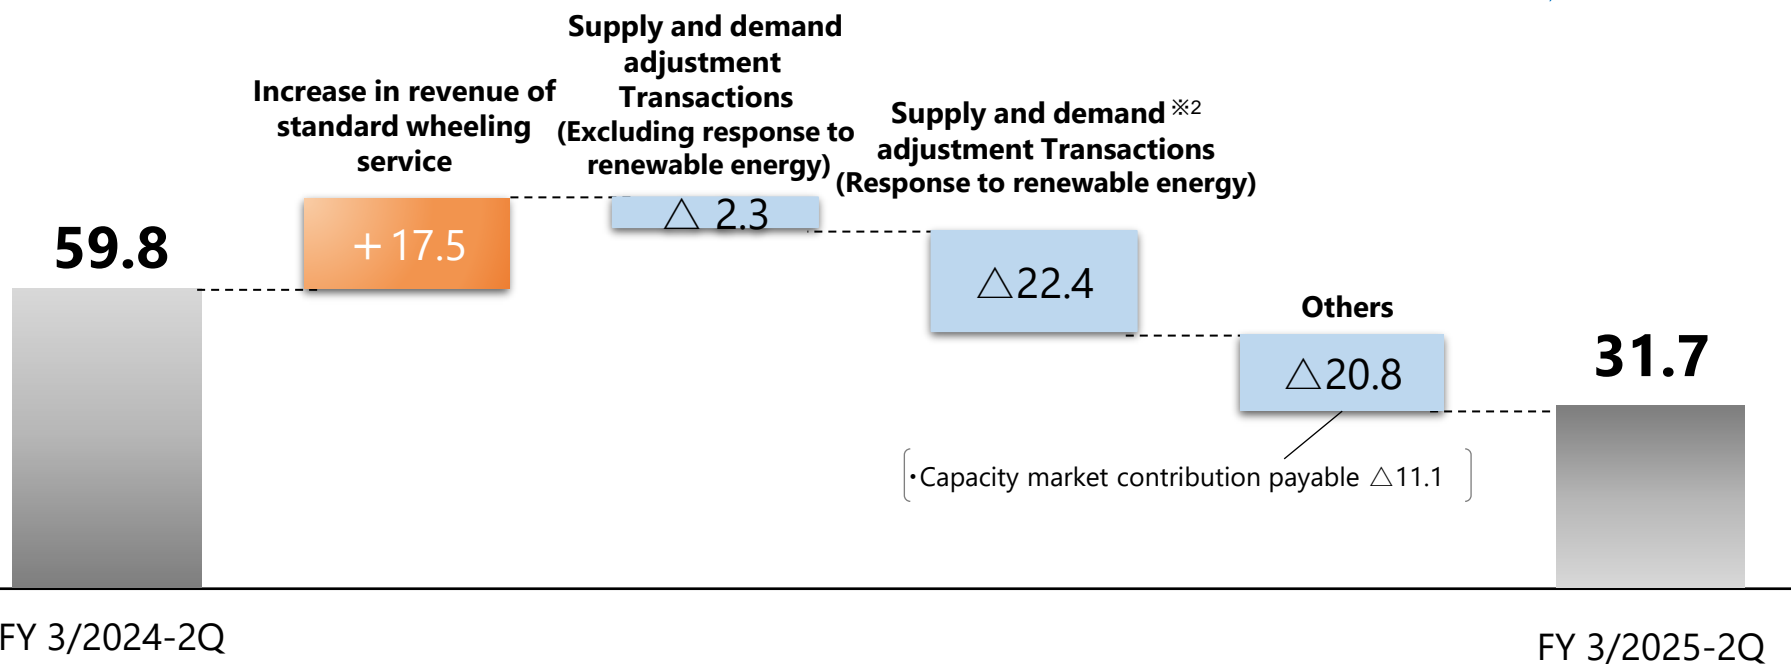 Supply and demand
adjustment
Transactions
(Excluding response to
renewable energy)
Increase in revenue of
standard wheeling
service
Supply and demand ※2
adjustment Transactions
(Response to renewable energy)
59.8
＋17.5
△ 2.3
△22.4
Others
△20.8
31.7
・Capacity market contribution payable △11.1
FY 3/2024-2Q
FY 3/2025-2Q